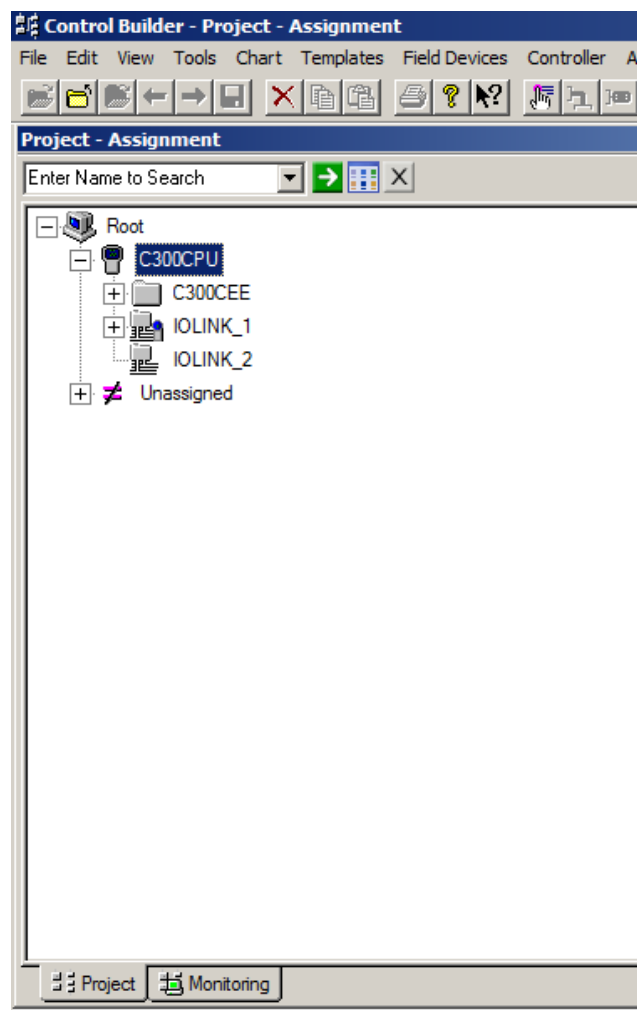 Control Builder - Project - Assignment
File Edit View Tools Chart Templates Field Devices Controller A
Project - Assignment
Enter Name to Search
Root
C300CPU
C300CEE
IOLINK_1
IOLINK_2
Unassigned
Project Monitoring